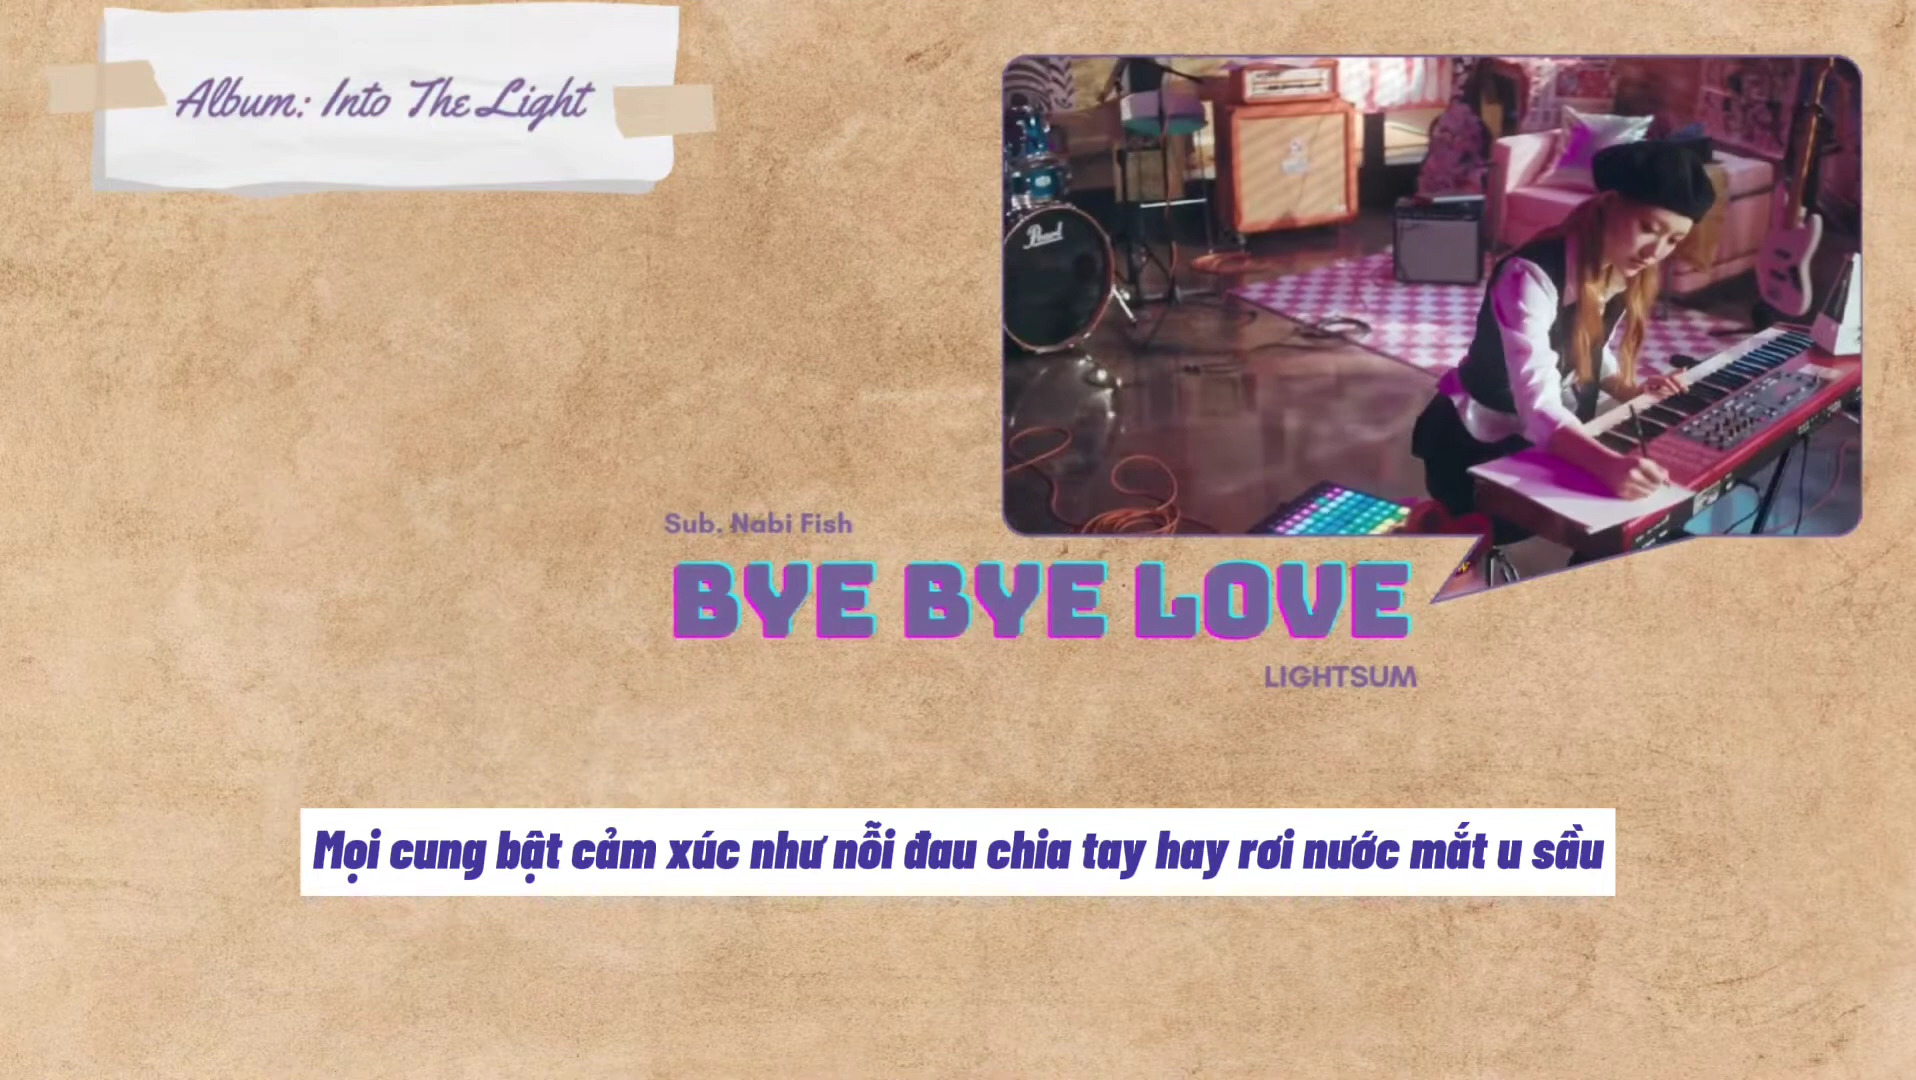 Album: Into The Light
Pearl
Sub. Nabi Fish
BYE BYE LOVE
LIGHTSUM
Mọi cung bật cảm xúc như nỗi đau chia tay hay rơi nước mắt u sầu